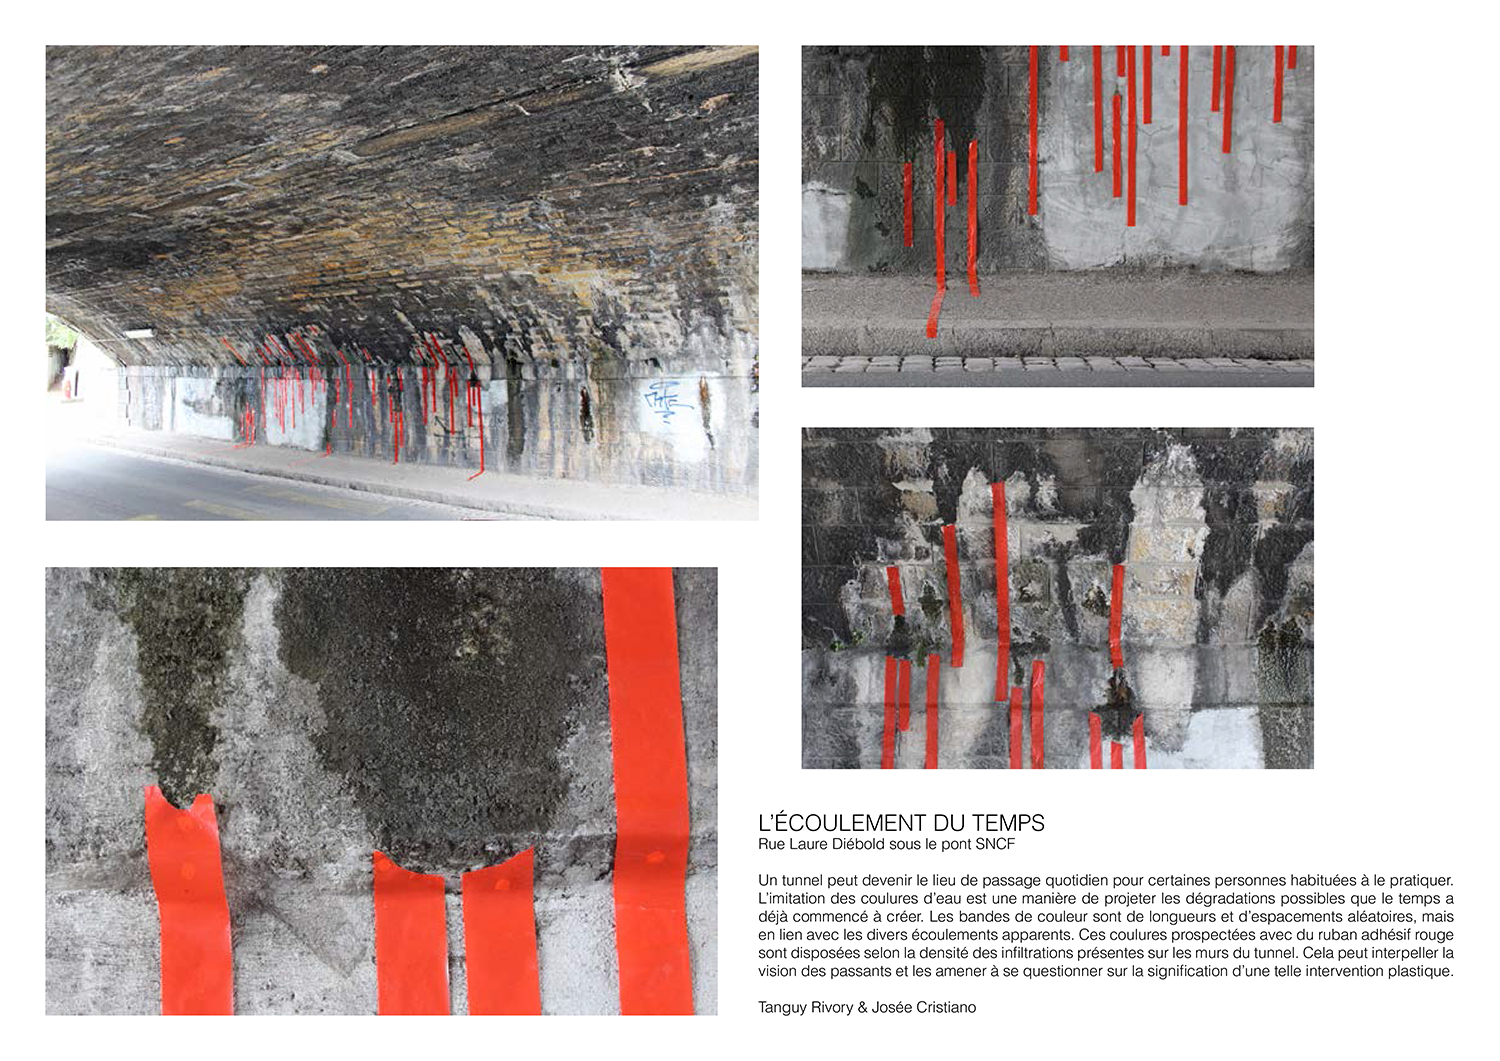 L'ÉCOULEMENT DU TEMPS
Rue Laure Diébold sous le pont SNCF
Un tunnel peut devenir le lieu de passage quotidien pour certaines personnes habituées à le pratiquer.
L'imitation des coulures d'eau est une manière de projeter les dégradations possibles que le temps a
déjà commencé à créer. Les bandes de couleur sont de longueurs et d'espacements aléatoires, mais
en lien avec les divers écoulements apparents. Ces coulures prospectées avec du ruban adhésif rouge
sont disposées selon la densité des infiltrations présentes sur les murs du tunnel. Cela peut interpeller la
vision des passants et les amener à se questionner sur la signification d'une telle intervention plastique.
Tanguy Rivory & Josée Cristiano